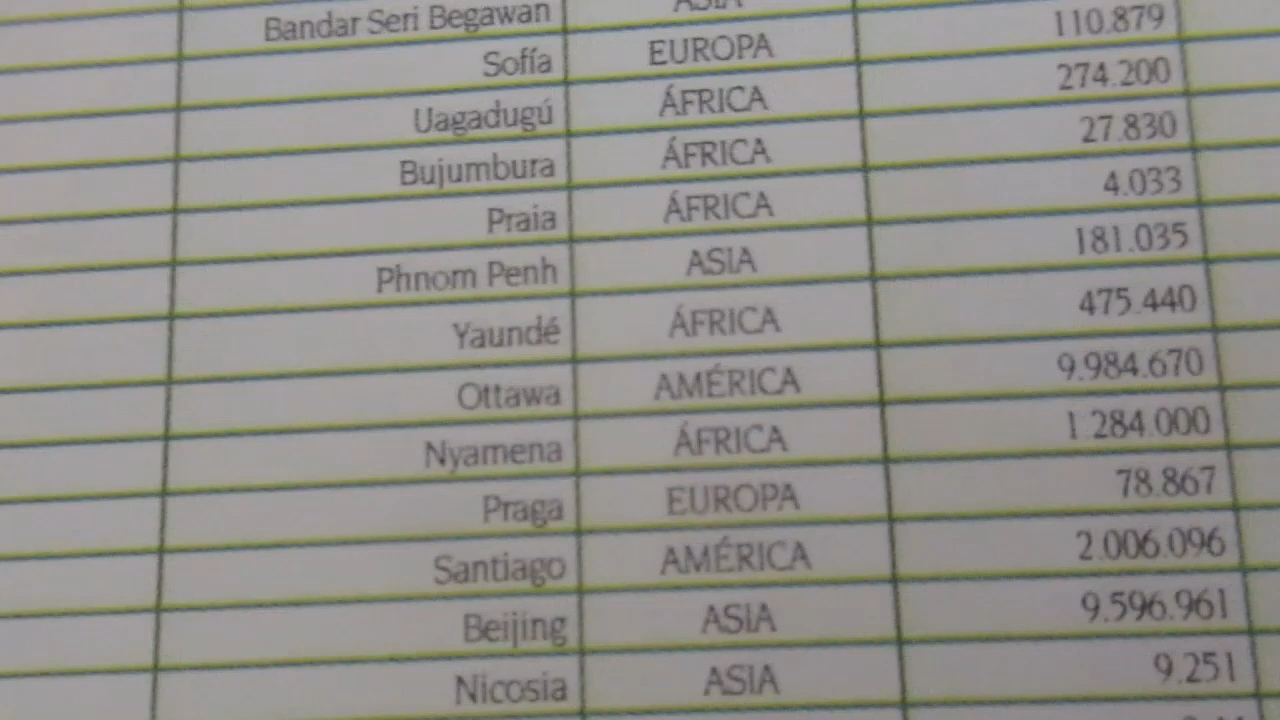 Bandar Seri Begawan ASIA
Sofía EUROPA 110.879
Uagadugú ÁFRICA 274.200
Bujumbura ÁFRICA 27.830
Praia ÁFRICA 4.033
Phnom Penh ASIA 181.035
Yaundé ÁFRICA 475.440
Ottawa AMÉRICA 9.984.670
Nyamena ÁFRICA 1.284.000
Praga EUROPA 78.867
Santiago AMÉRICA 2.006.096
Beijing ASIA 9.596.961
Nicosia ASIA 9.251